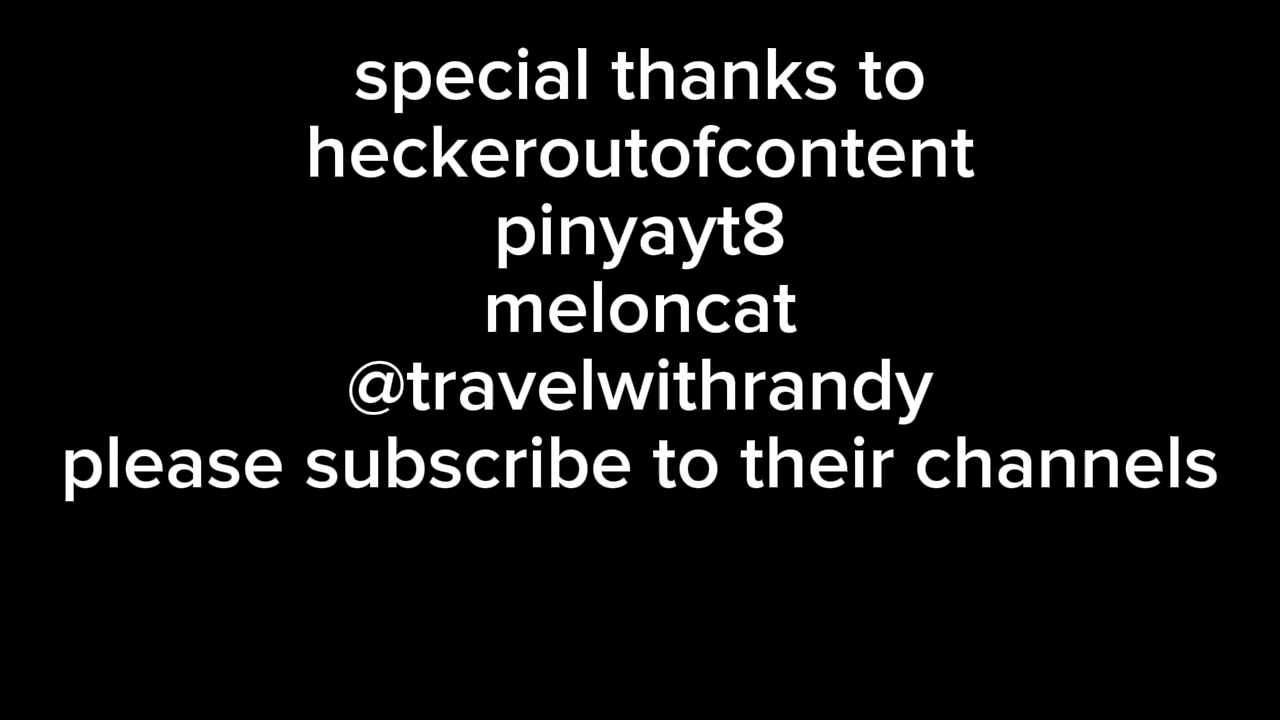 special thanks to
heckeroutofcontent
pinyayt8
meloncat
@travelwithrandy
please subscribe to their channels